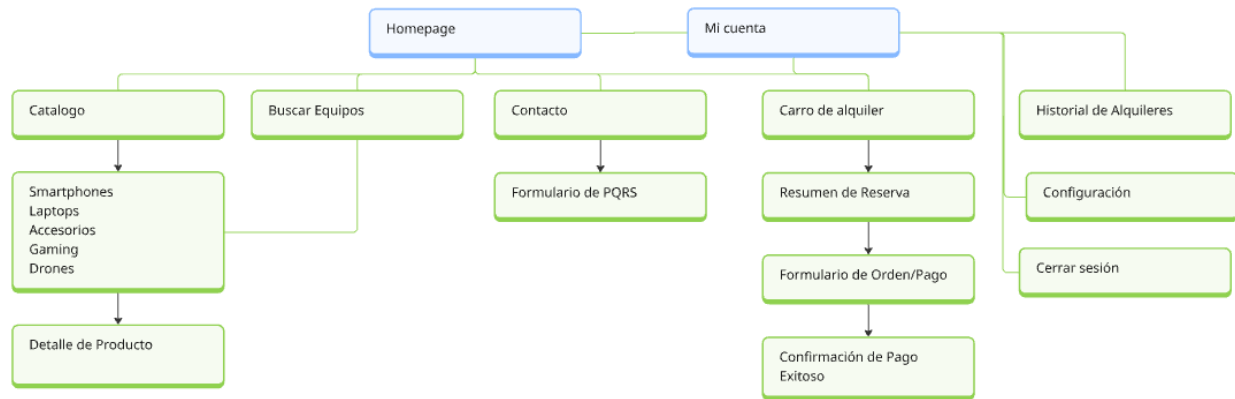 Homepage
Mi cuenta
Catalogo
Buscar Equipos
Contacto
Carro de alquiler
Historial de Alquileres
Smartphones
Laptops
Accesorios
Gaming
Drones
Formulario de PQRS
Resumen de Reserva
Configuración
Formulario de Orden/Pago
Cerrar sesión
Detalle de Producto
Confirmación de Pago
Exitoso